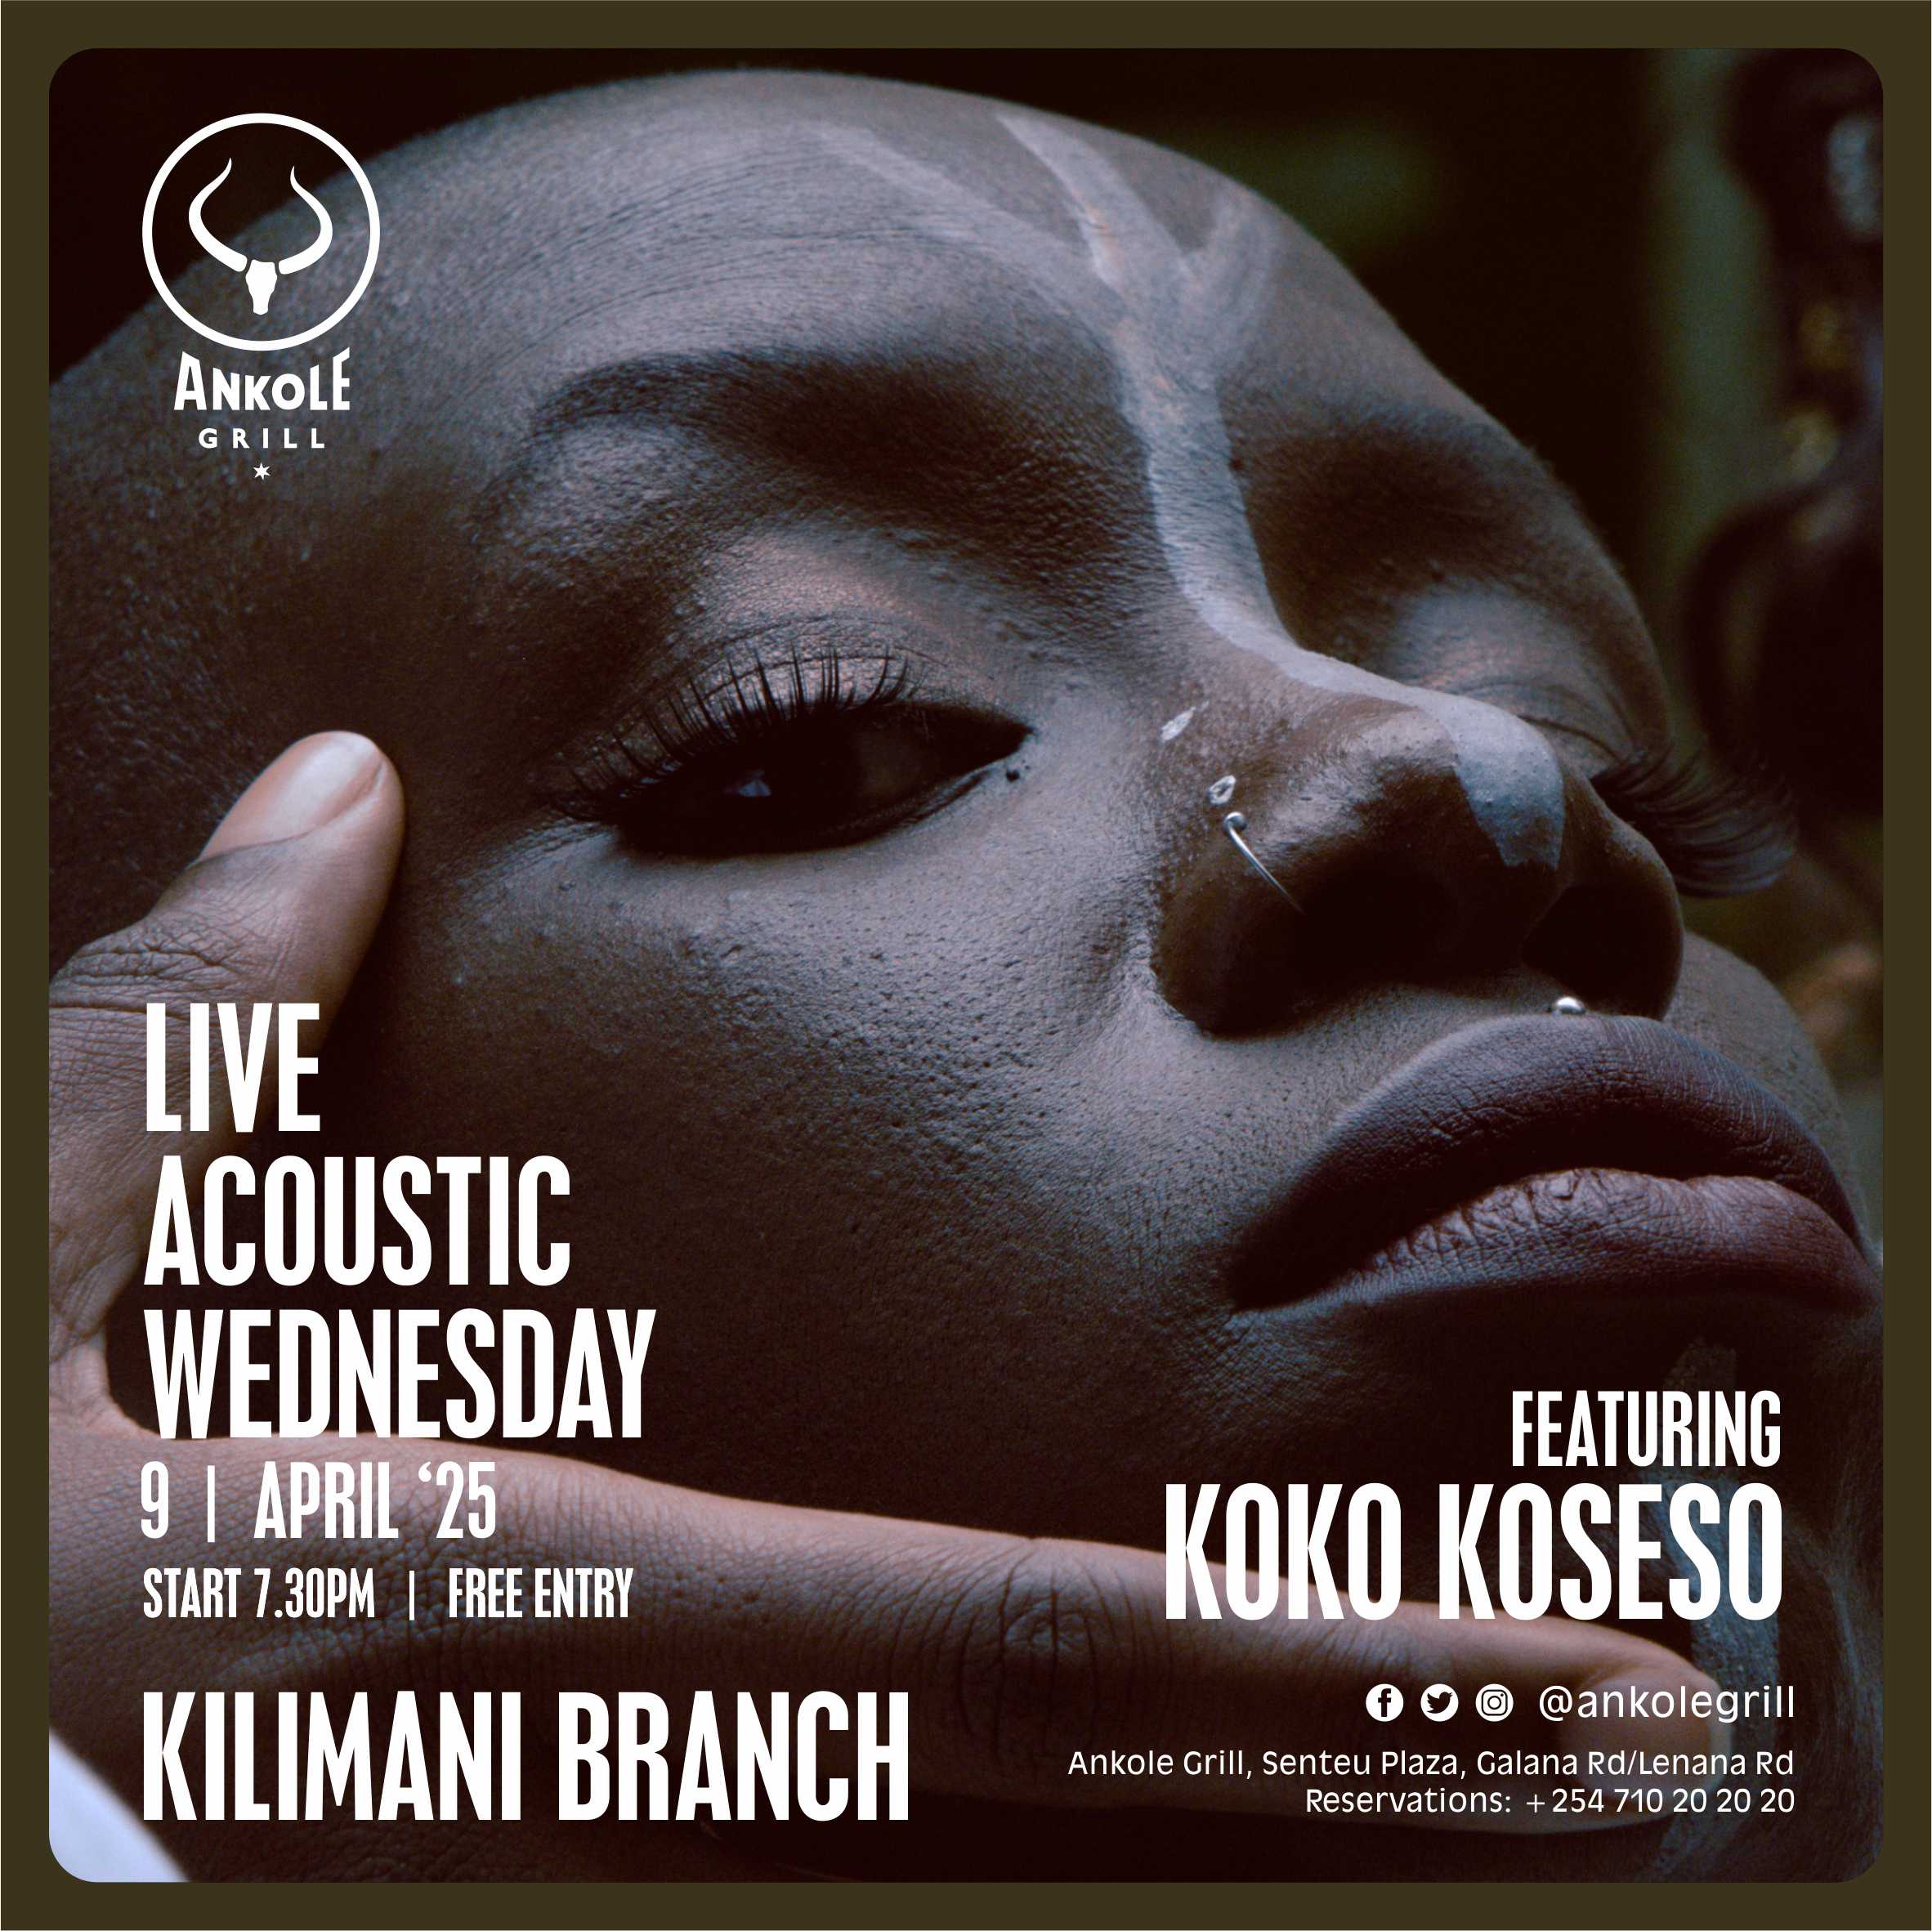 ANKOLE
GRILL
LIVE
ACOUSTIC
WEDNESDAY
9 | APRIL ‘25
START 7.30PM | FREE ENTRY
KILIMANI BRANCH
FEATURING
KOKO KOSESO
@ankolegrill
Ankole Grill, Senteu Plaza, Galana Rd/Lenana Rd
Reservations: +254 710 20 20 20